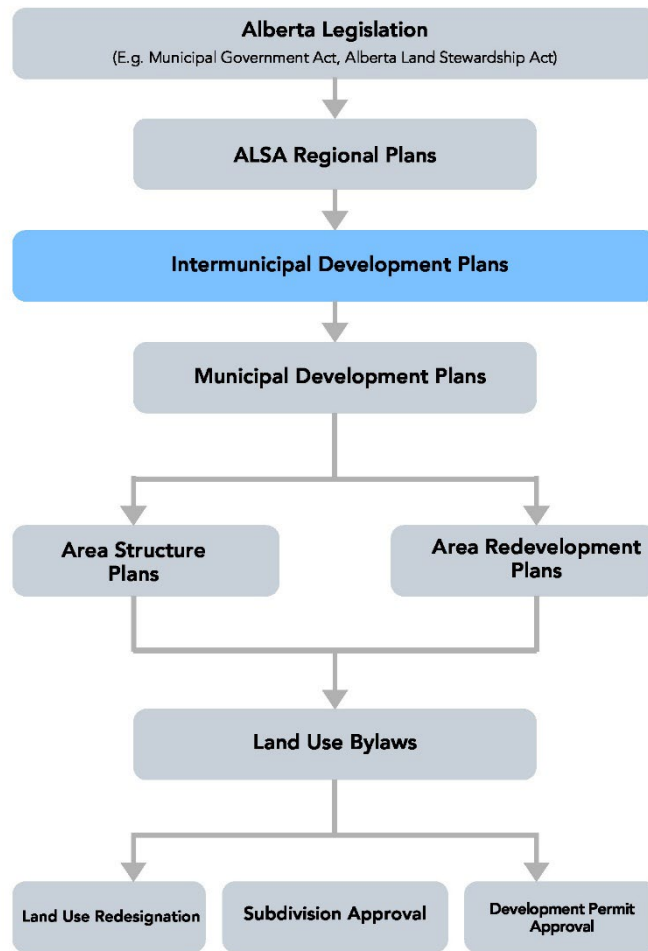 Alberta Legislation
(E.g. Municipal Government Act, Alberta Land Stewardship Act)
ALSA Regional Plans
Intermunicipal Development Plans
Municipal Development Plans
Area Structure
Plans
Area Redevelopment
Plans
Land Use Bylaws
Land Use Redesignation
Subdivision Approval
Development Permit
Approval